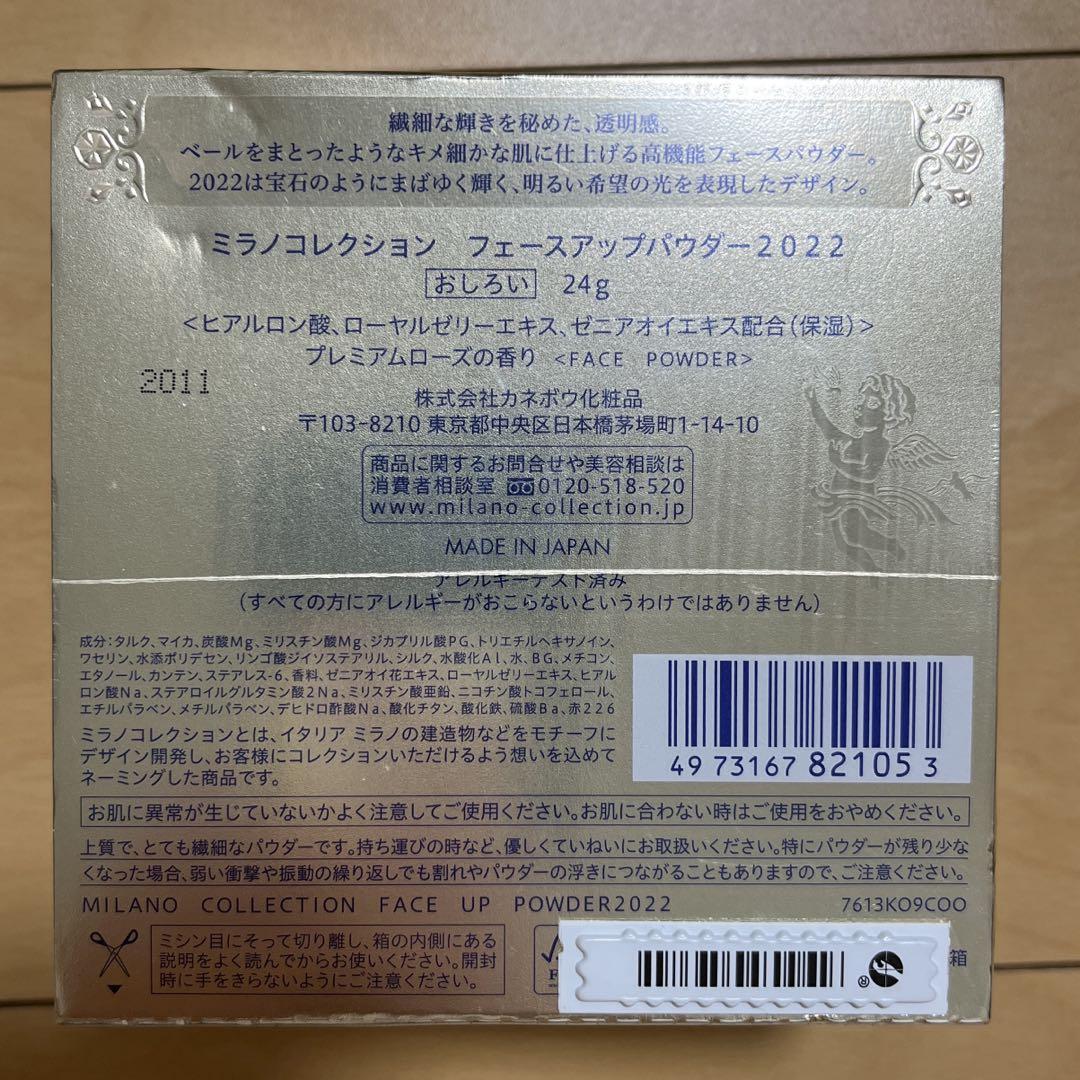 繊細な輝きを秘めた、透明感。
ベールをまとったようなキメ細かな肌に仕上げる高機能フェースパウダー。
2022は宝石のようにまばゆく輝く、明るい希望の光を表現したデザイン。
ミラノコレクション フェースアップパウダー2022
おしろい 24g
<ヒアルロン酸、ローヤルゼリーエキス、ゼニアオイエキス配合(保湿)>
プレミアムローズの香り <FACE POWDER>
2011
株式会社カネボウ化粧品
〒103-8210 東京都中央区日本橋茅場町1-14-10
商品に関するお問合せや美容相談は
消費者相談室 0120-518-520
www.milano-collection.jp
MADE IN JAPAN
アレルギーテスト済み
(すべての方にアレルギーがおこらないというわけではありません)
成分:タルク、マイカ、炭酸Mg、ミリスチン酸Mg、ジカプリル酸PG、トリエチルヘキサノイン、
ワセリン、水添ポリデセン、リンゴ酸ジイソステアリル、シルク、水酸化Al、水、BG、メチコン、
エタノール、カンテン、ステアレス-6、香料、ゼニアオイ花エキス、ローヤルゼリーエキス、ヒアル
ロン酸Na、ステアロイルグルタミン酸2Na、ミリスチン酸亜鉛、ニコチン酸トコフェロール、
エチルパラベン、メチルパラベン、デヒドロ酢酸Na、酸化チタン、酸化鉄、硫酸Ba、赤226
ミラノコレクションとは、イタリア ミラノの建造物などをモチーフに
デザイン開発し、お客様にコレクションいただけるよう想いを込めて
ネーミングした商品です。
49 73167 82105 3
お肌に異常が生じていないかよく注意してご使用ください。お肌に合わない時はご使用をおやめください。
上質で、とても繊細なパウダーです。持ち運びの時など、優しくていねいにお取扱いください。特にパウダーが残り少な
くなった場合、弱い衝撃や振動の繰り返しでも割れやパウダーの浮きにつながることもありますので、ご注意ください。
MILANO COLLECTION FACE UP POWDER2022 7613KO9COO
ミシン目にそって切り離し、箱の内側にある
説明をよく読んでからお使いください。開封
時に手をきらないようにご注意ください。
箱
®